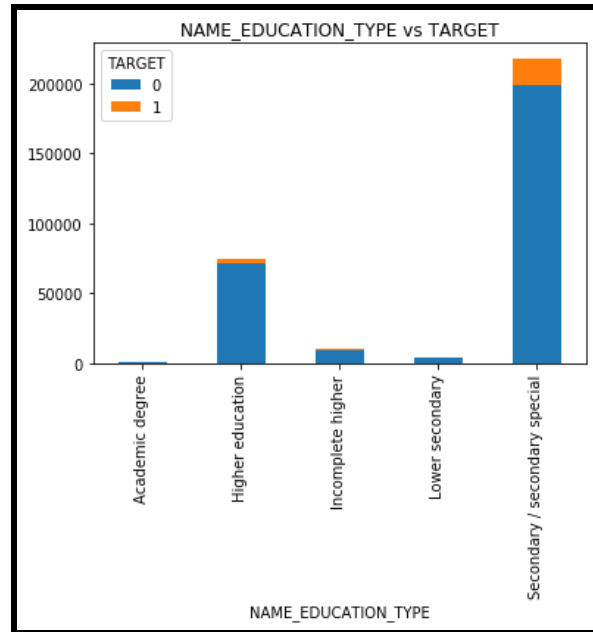 NAME_EDUCATION_TYPE vs TARGET
TARGET
0
1
200000
150000
100000
50000
0
Academic degree
Higher education
Incomplete higher
Lower secondary
Secondary / secondary special
NAME_EDUCATION_TYPE